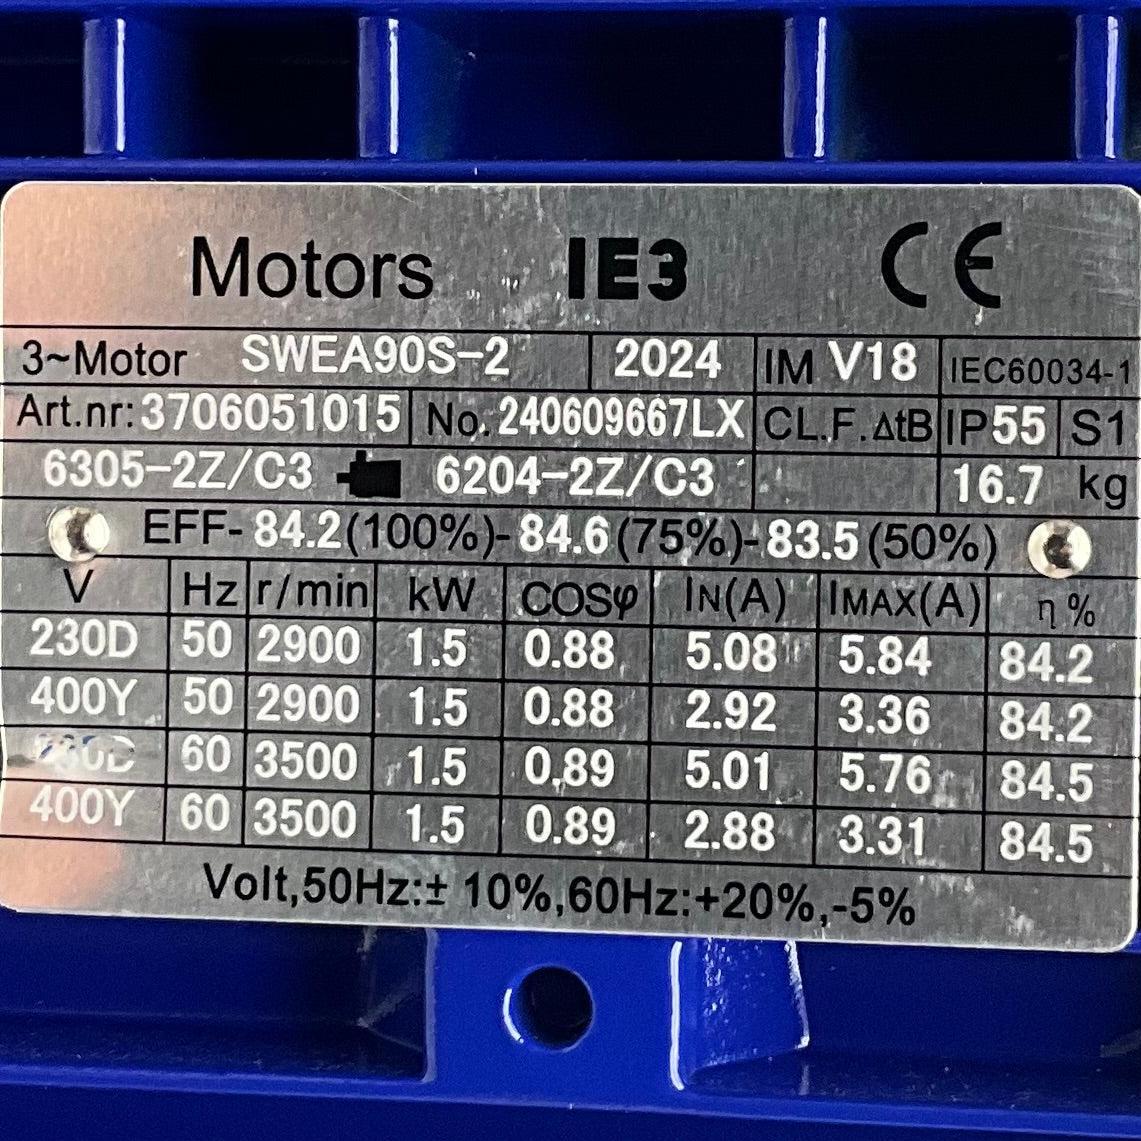 Motors IE3 CE
3~Motor SWEA90S-2 2024 IM V18 IEC60034-1
Art.nr:3706051015 No.240609667LX CL.F.ΔtB IP55 S1
6305-2Z/C3 6204-2Z/C3 16.7 kg
EFF-84.2(100%)-84.6(75%)-83.5(50%)
V Hz r/min kW COSφ IN(A) IMAX(A) η %
230D 50 2900 1.5 0.88 5.08 5.84 84.2
400Y 50 2900 1.5 0.88 2.92 3.36 84.2
60 3500 1.5 0.89 5.01 5.76 84.5
400Y 60 3500 1.5 0.89 2.88 3.31 84.5
Volt,50Hz:± 10%,60Hz:+20%,-5%